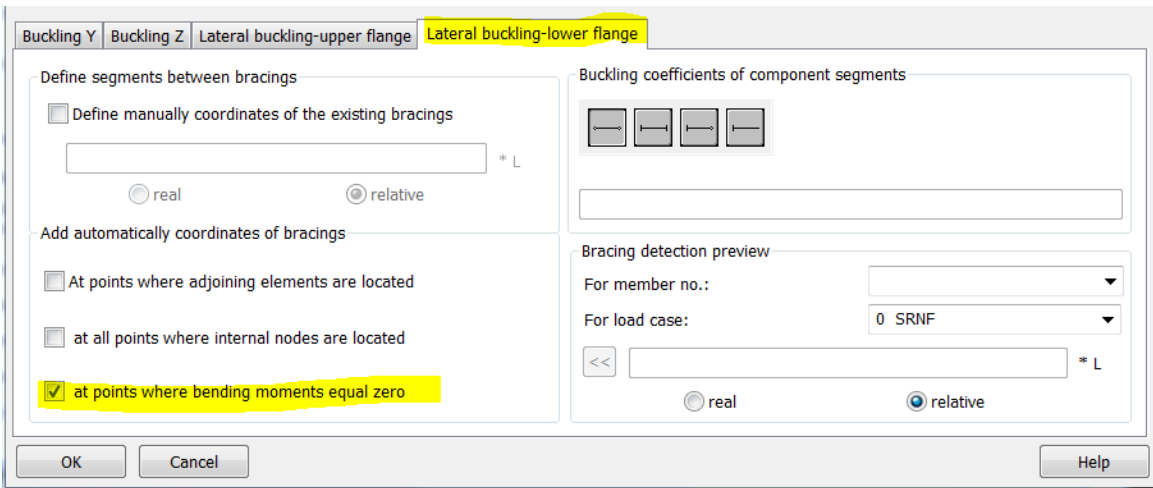 Buckling Y
Buckling Z
Lateral buckling-upper flange
Lateral buckling-lower flange
Define segments between bracings
Define manually coordinates of the existing bracings
* L
real
relative
Add automatically coordinates of bracings
At points where adjoining elements are located
at all points where internal nodes are located
at points where bending moments equal zero
Buckling coefficients of component segments
Bracing detection preview
For member no.:
For load case:
0 SRNF
<<
* L
real
relative
OK
Cancel
Help